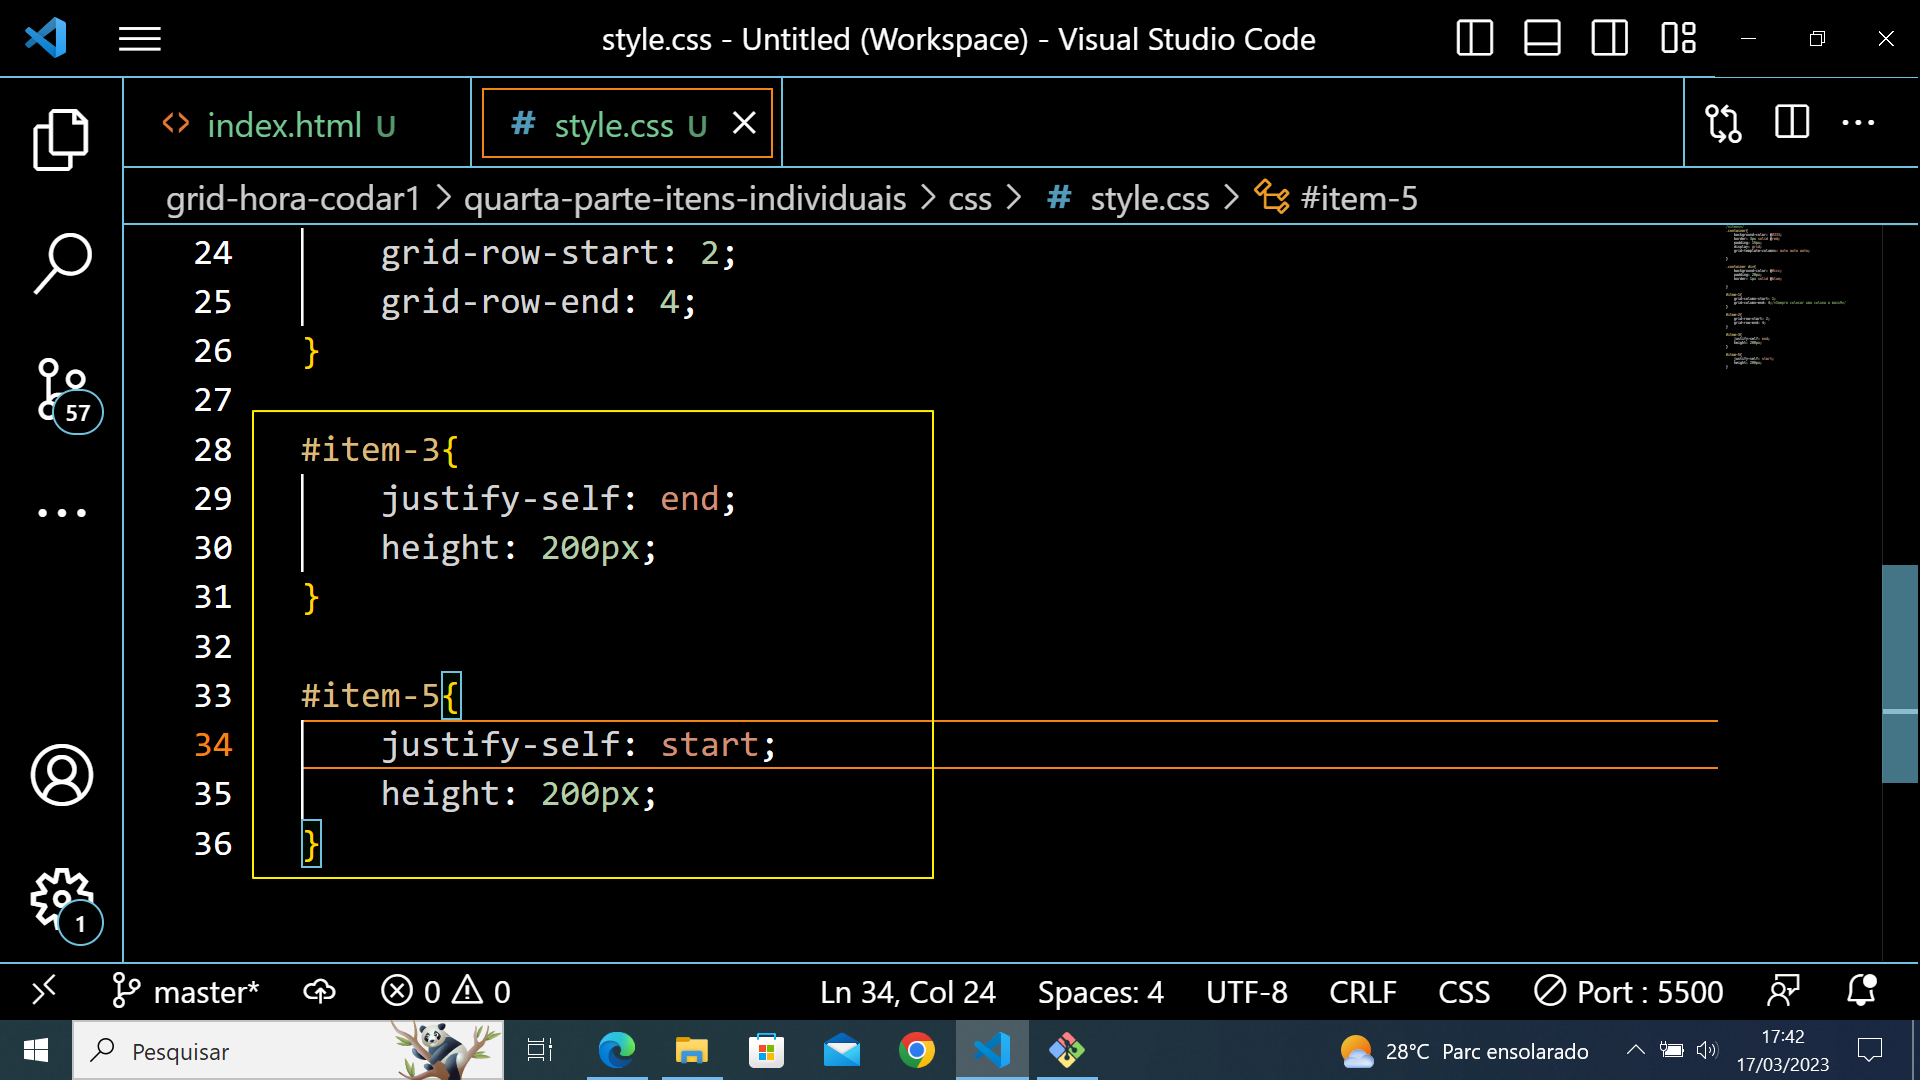 style.css - Untitled (Workspace) - Visual Studio Code
index.html U
# style.css U
grid-hora-codar1 > quarta-parte-itens-individuais > css > # style.css > #item-5
24 grid-row-start: 2;
25 grid-row-end: 4;
26 }
27
28 #item-3{
29 justify-self: end;
30 height: 200px;
31 }
32
33 #item-5{
34 justify-self: start;
35 height: 200px;
36 }
57
1
master*
0 0
Ln 34, Col 24
Spaces: 4
UTF-8
CRLF
CSS
Port : 5500
Pesquisar
28°C Parc ensolarado
17:42
17/03/2023